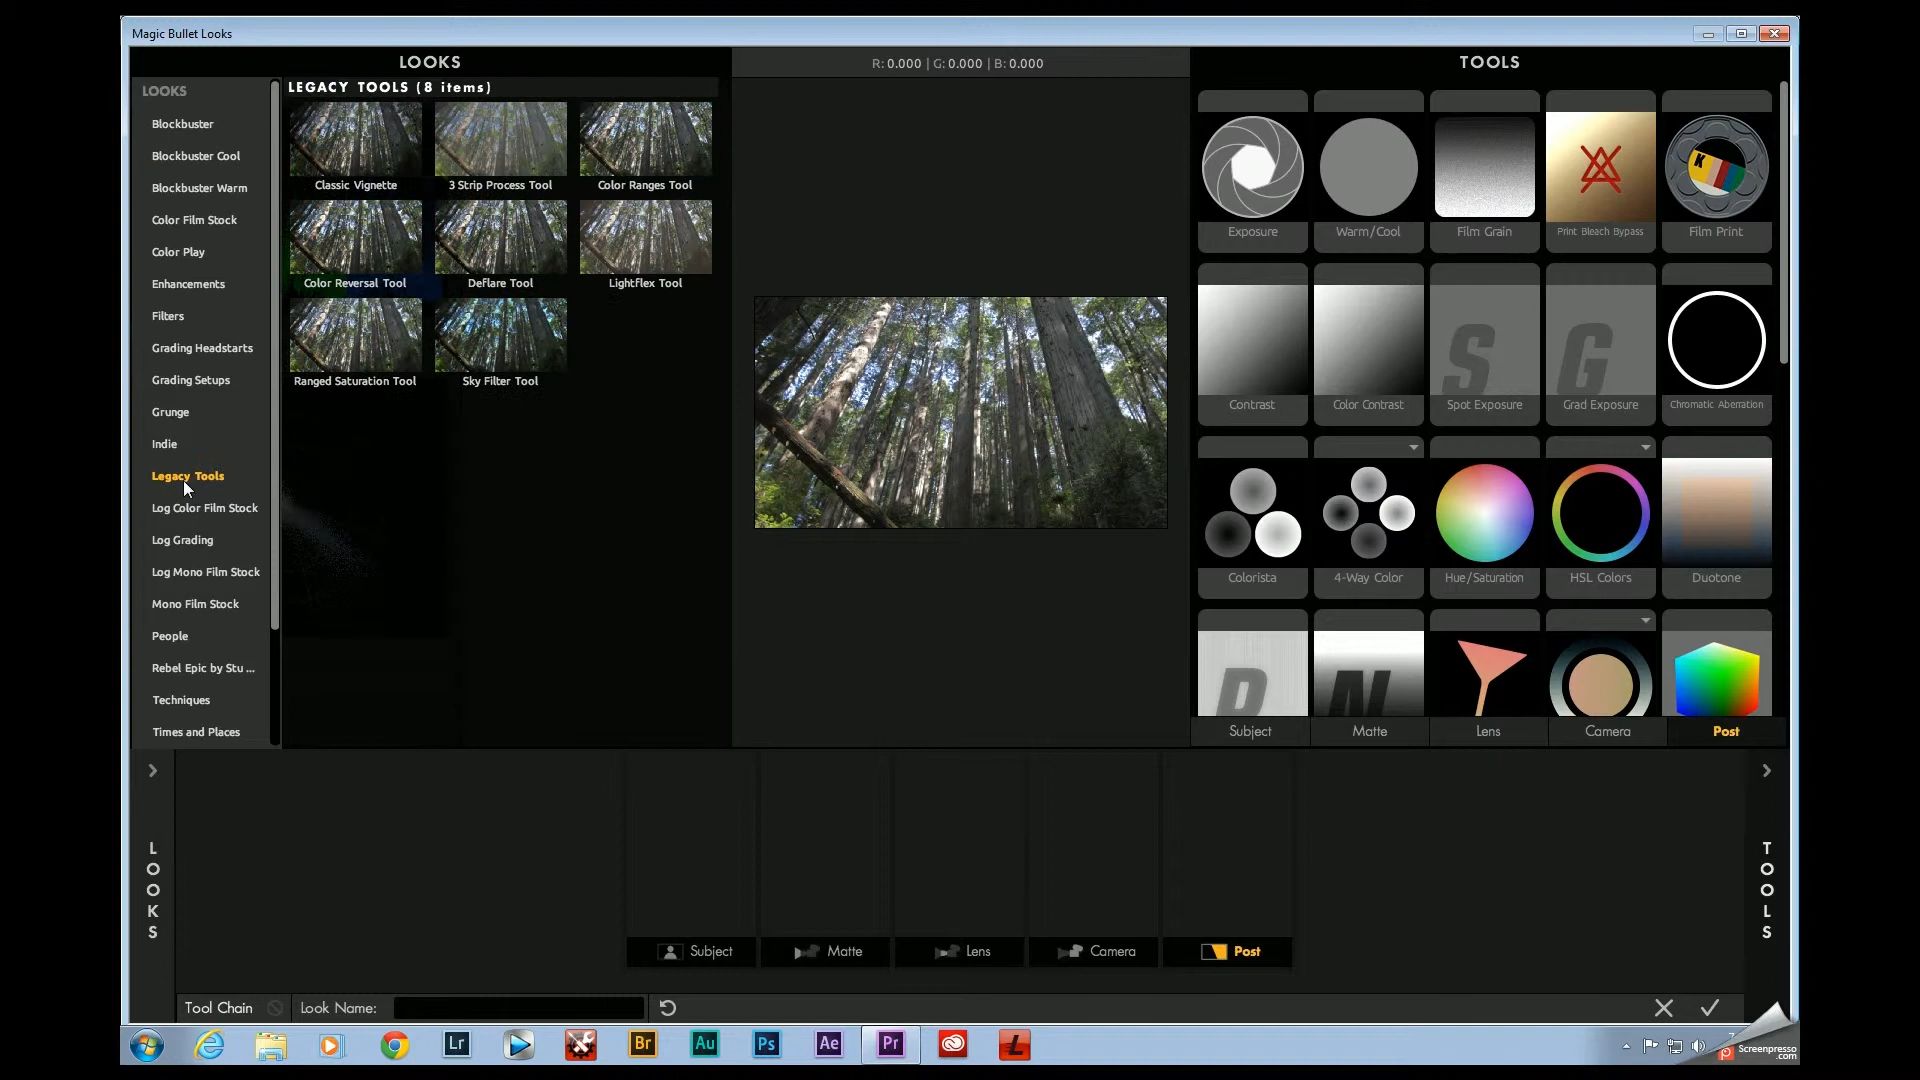 Magic Bullet Looks
LOOKS
R: 0.000 | G: 0.000 | B: 0.000
TOOLS
LOOKS
Blockbuster
Blockbuster Cool
Blockbuster Warm
Color Film Stock
Color Play
Enhancements
Filters
Grading Headstarts
Grading Setups
Grunge
Indie
Legacy Tools
Log Color Film Stock
Log Grading
Log Mono Film Stock
Mono Film Stock
People
Rebel Epic by Stu ...
Techniques
Times and Places
LEGACY TOOLS (8 items)
Classic Vignette
3 Strip Process Tool
Color Ranges Tool
Color Reversal Tool
Deflare Tool
Lightflex Tool
Ranged Saturation Tool
Sky Filter Tool
K
Exposure
Warm/Cool
Film Grain
Print Bleach Bypass
Film Print
S
G
Contrast
Color Contrast
Spot Exposure
Grad Exposure
Chromatic Aberration
Colorista
4-Way Color
Hue/Saturation
HSL Colors
Duotone
Subject
Matte
Lens
Camera
Post
LOOKS
TOOLS
Subject
Matte
Lens
Camera
Post
Tool Chain
Look Name:
Lr
Br
Au
Ps
Ae
Pr
L
Screenpresso
.com